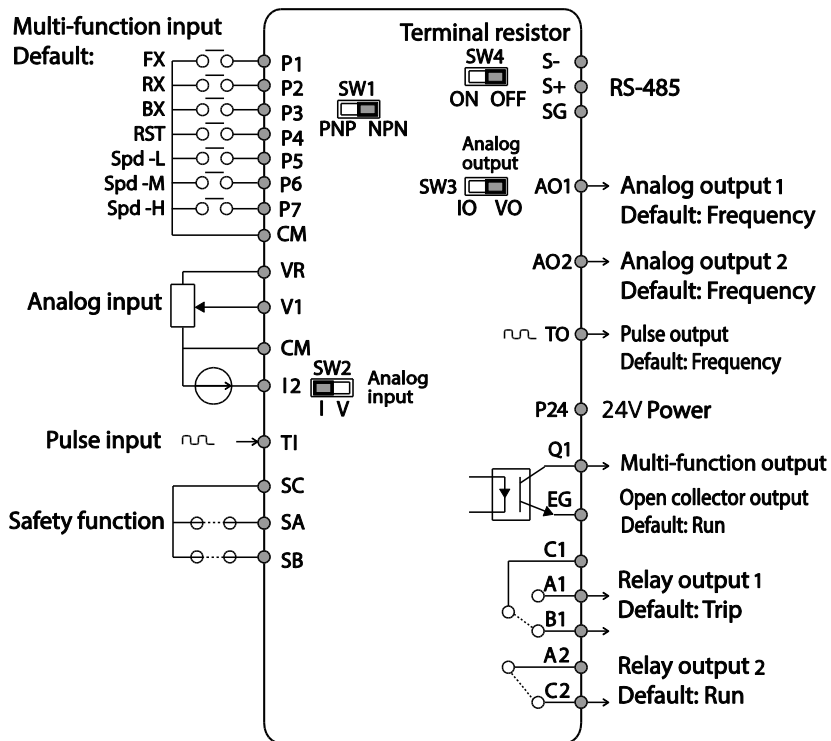 Multi-function input
Default:
FX
P1
RX
P2
BX
P3
RST
P4
Spd -L
P5
Spd -M
P6
Spd -H
P7
CM
SW1
PNP NPN
VR
Analog input
V1
CM
I2
SW2
I V
Analog
input
Pulse input
TI
SC
Safety function
SA
SB
Terminal resistor
SW4
ON OFF
S-
S+
SG
RS-485
Analog
output
SW3
IO VO
AO1
Analog output 1
Default: Frequency
AO2
Analog output 2
Default: Frequency
TO
Pulse output
Default: Frequency
P24
24V Power
Q1
Multi-function output
EG
Open collector output
Default: Run
C1
A1
Relay output 1
Default: Trip
B1
A2
Relay output 2
Default: Run
C2